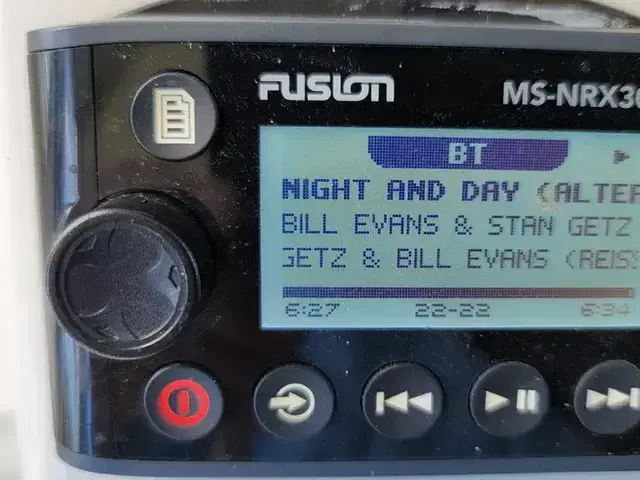 FUSION
MS-NRX30
BT
NIGHT AND DAY (ALTER
BILL EVANS & STAN GETZ
GETZ & BILL EVANS (REIS
6:27 22-22 6:34